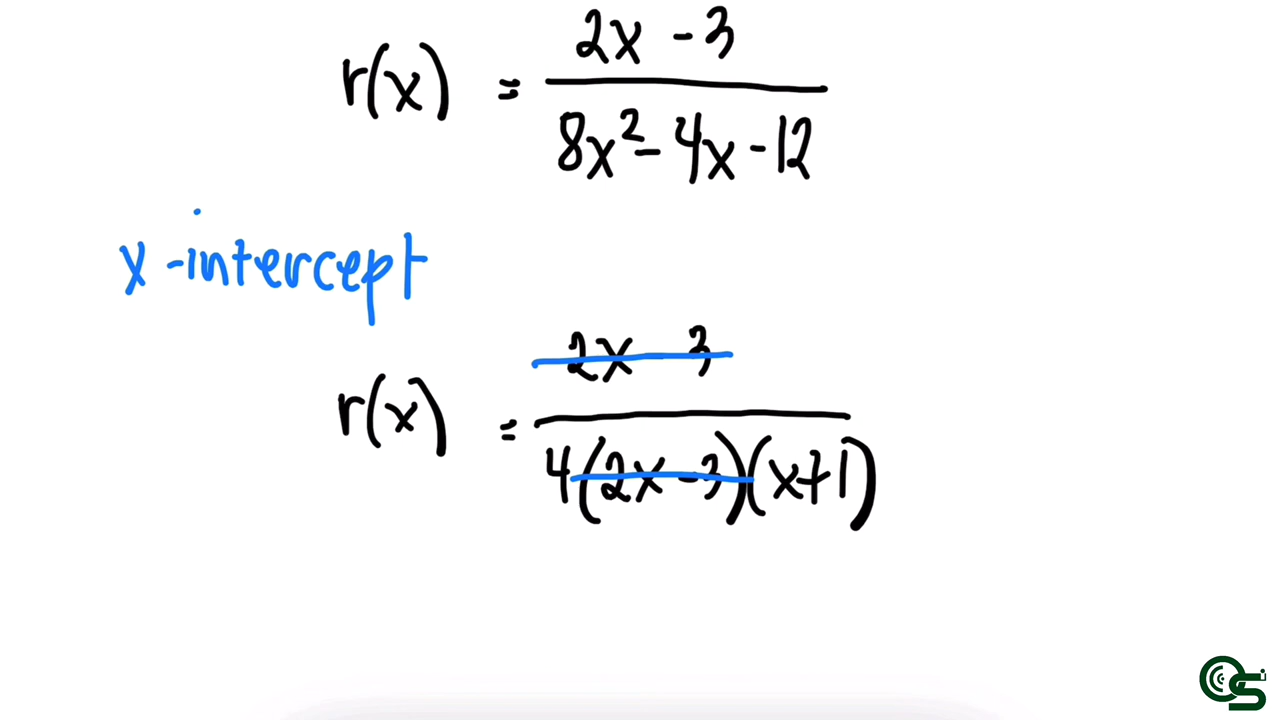 r(x) = 2x - 3 / 8x² - 4x - 12
x-intercept
r(x) = 2x - 3 / 4(2x - 3)(x+1)